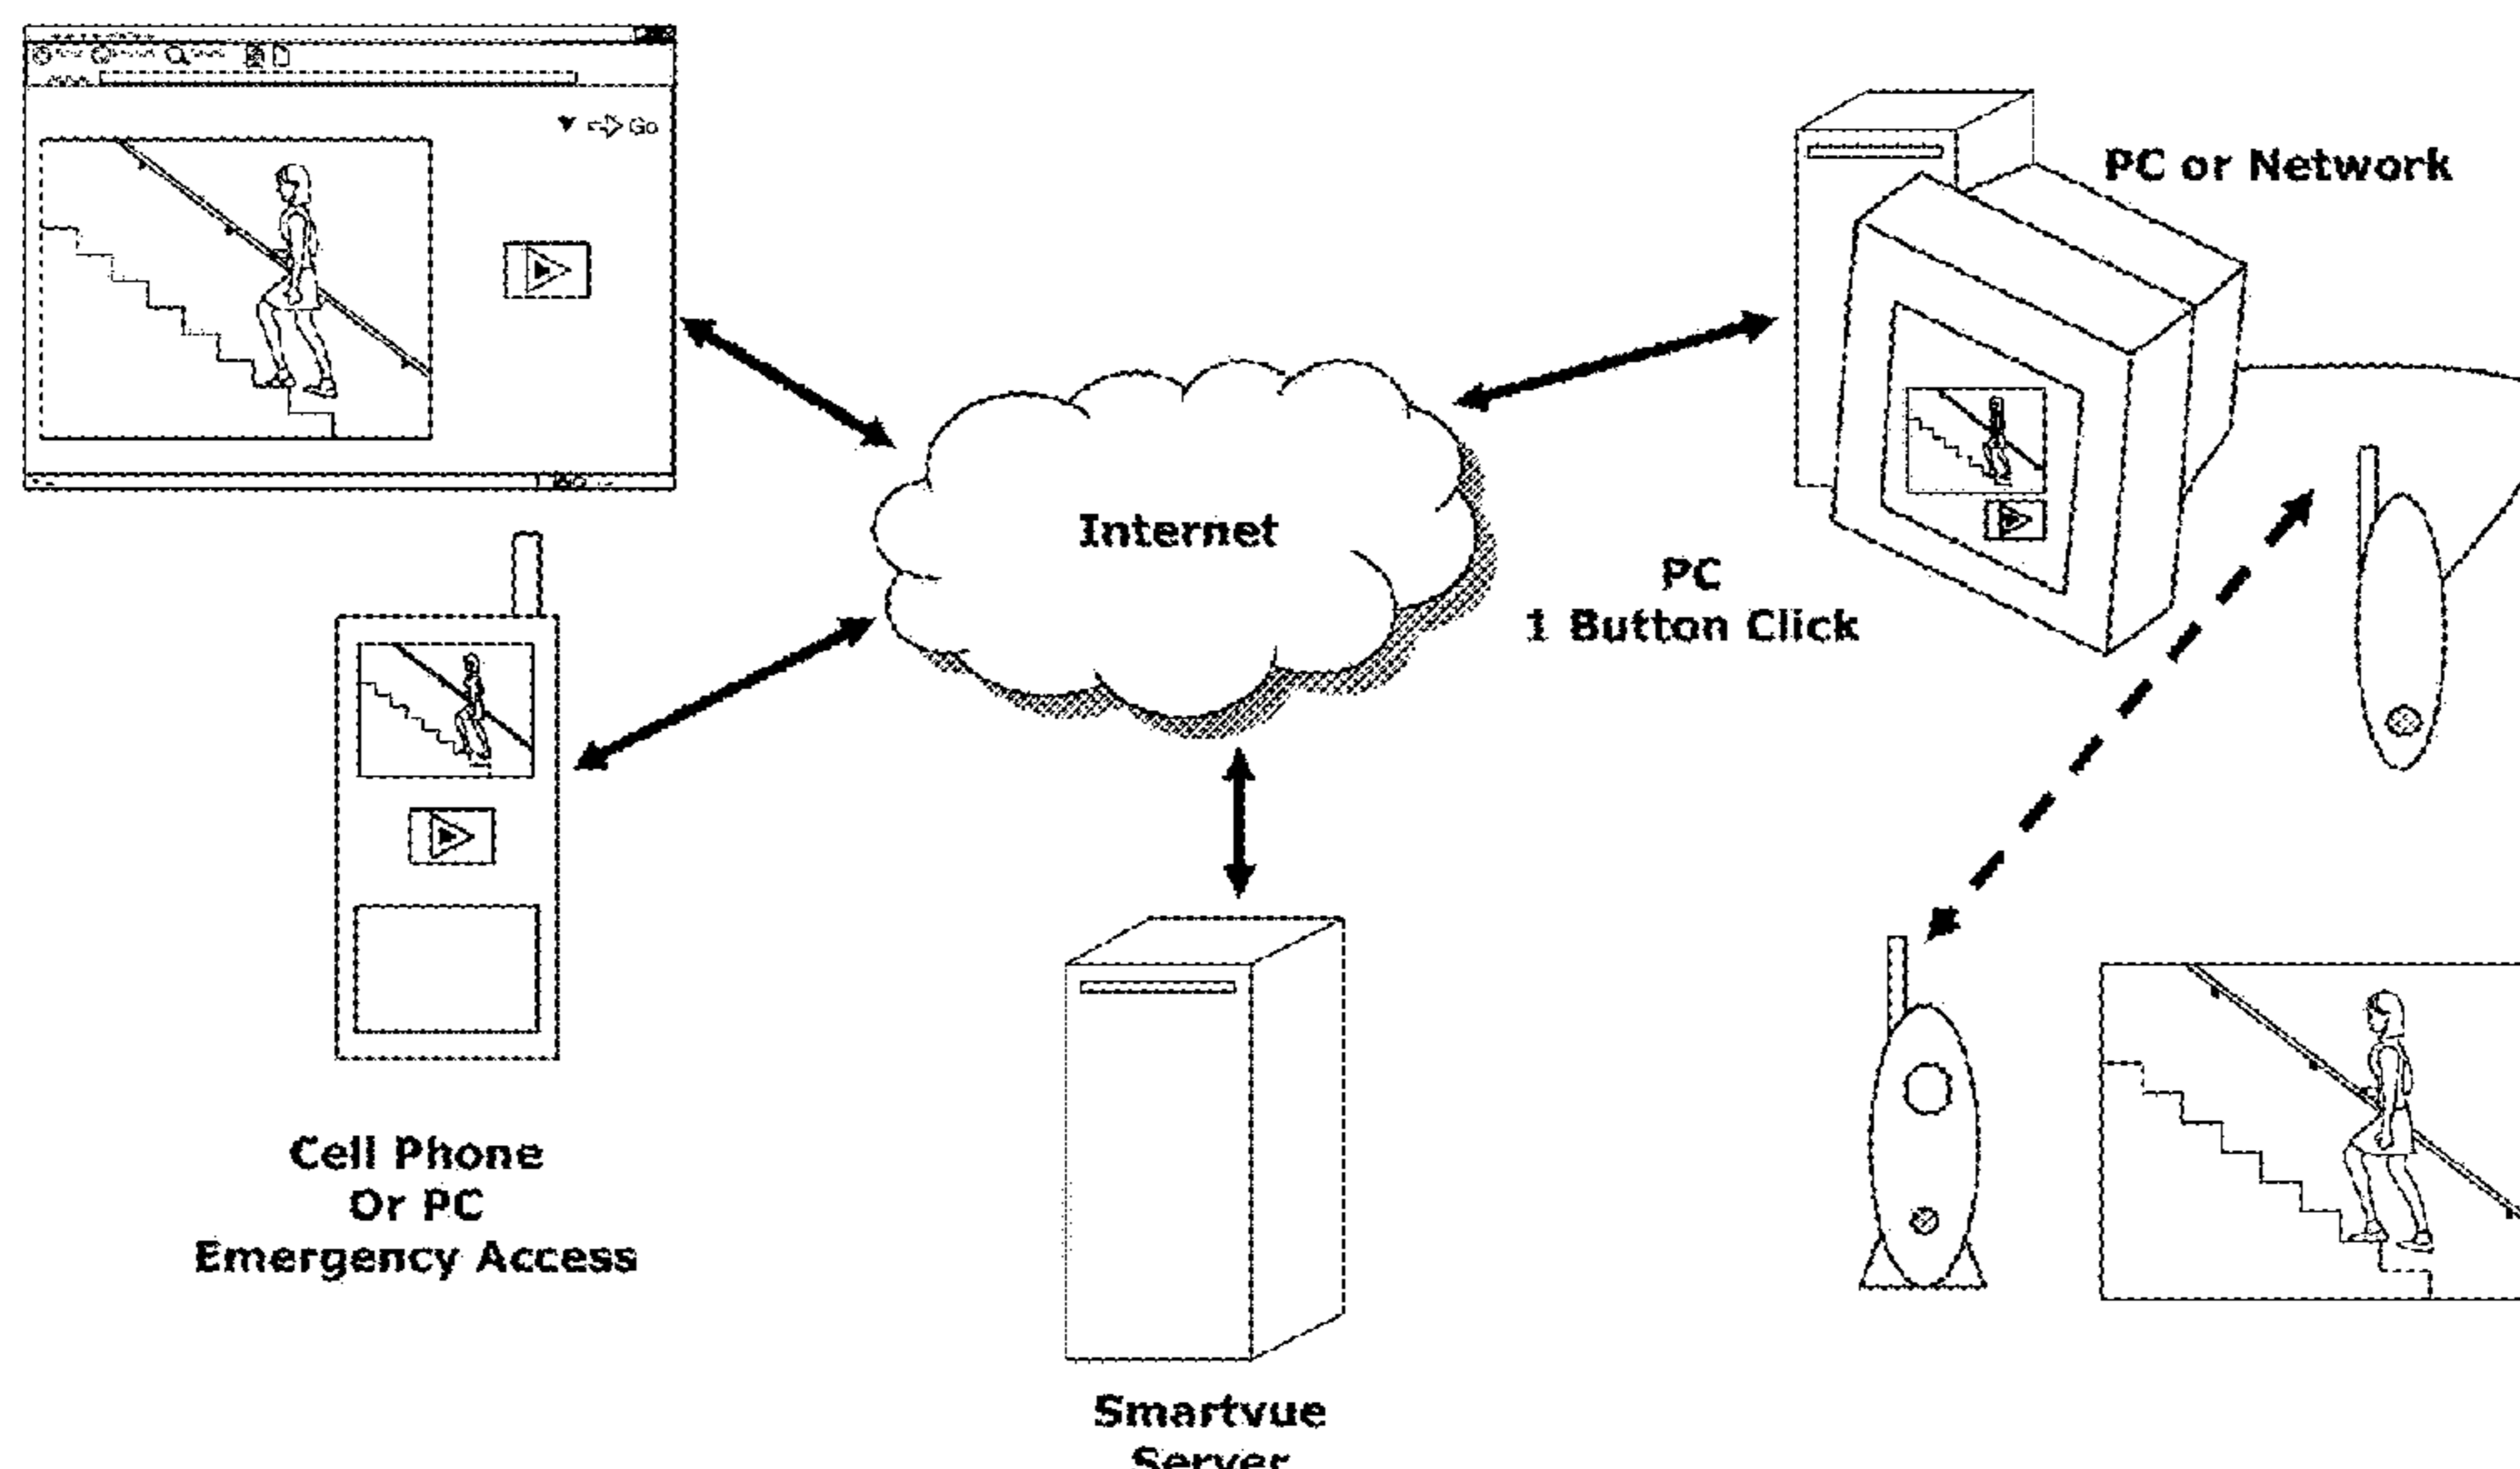 Go
PC or Network
Internet
PC
1 Button Click
Cell Phone
Or PC
Emergency Access
Smartvue
Server